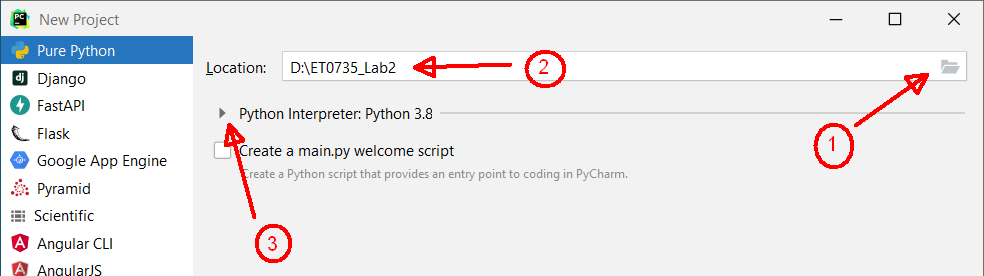 PC
New Project
Pure Python
Location:
D:\ET0735_Lab2
2
dj
Django
FastAPI
Python Interpreter: Python 3.8
1
Flask
Create a main.py welcome script
Google App Engine
Create a Python script that provides an entry point to coding in PyCharm.
Pyramid
Scientific
3
Angular CLI
AngularJS